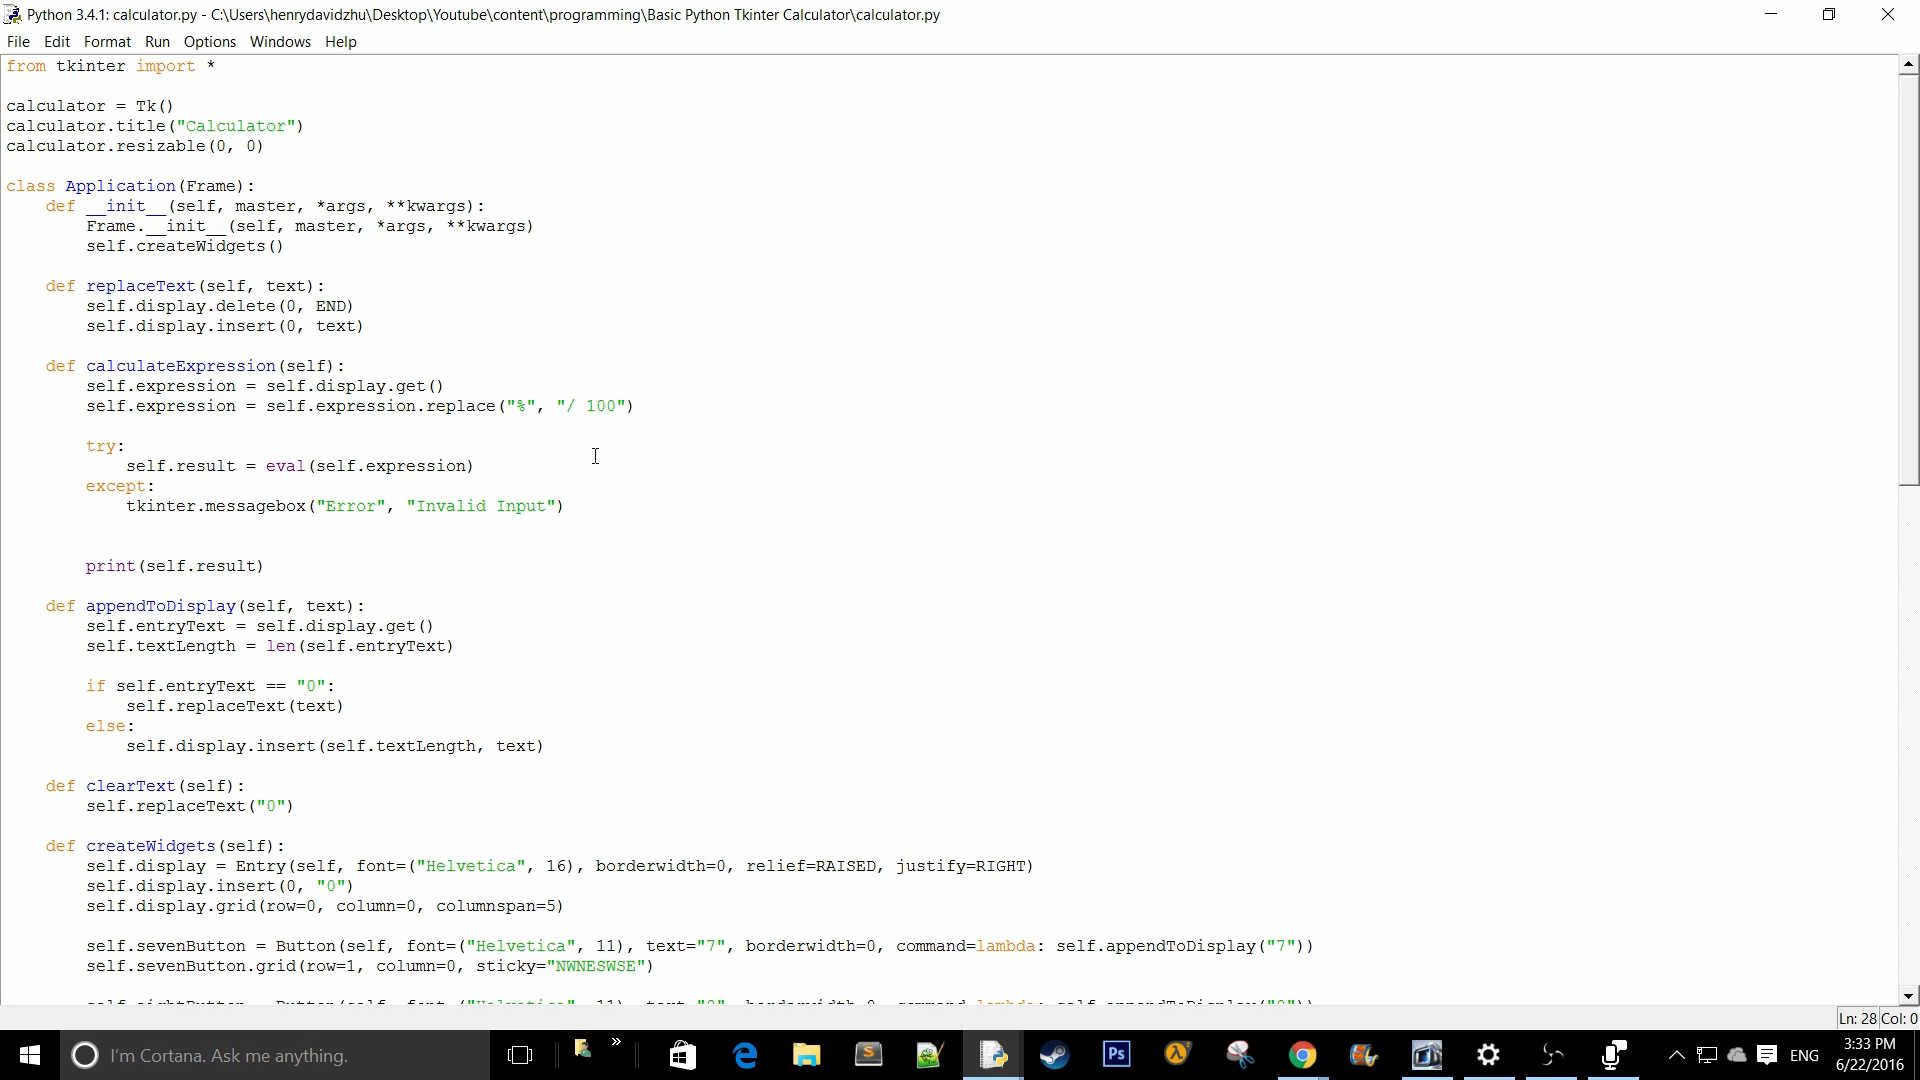 Python 3.4.1: calculator.py - C:\Users\henrydavidzhu\Desktop\Youtube\content\programming\Basic Python Tkinter Calculator\calculator.py
File Edit Format Run Options Windows Help
from tkinter import *
calculator = Tk()
calculator.title("Calculator")
calculator.resizable(0, 0)
class Application(Frame):
    def __init__(self, master, *args, **kwargs):
        Frame.__init__(self, master, *args, **kwargs)
        self.createWidgets()
    def replaceText(self, text):
        self.display.delete(0, END)
        self.display.insert(0, text)
    def calculateExpression(self):
        self.expression = self.display.get()
        self.expression = self.expression.replace("%", "/ 100")
        try:
            self.result = eval(self.expression)
        except:
            tkinter.messagebox("Error", "Invalid Input")
        print(self.result)
    def appendToDisplay(self, text):
        self.entryText = self.display.get()
        self.textLength = len(self.entryText)
        if self.entryText == "0":
            self.replaceText(text)
        else:
            self.display.insert(self.textLength, text)
    def clearText(self):
        self.replaceText("0")
    def createWidgets(self):
        self.display = Entry(self, font=("Helvetica", 16), borderwidth=0, relief=RAISED, justify=RIGHT)
        self.display.insert(0, "0")
        self.display.grid(row=0, column=0, columnspan=5)
        self.sevenButton = Button(self, font=("Helvetica", 11), text="7", borderwidth=0, command=lambda: self.appendToDisplay("7"))
        self.sevenButton.grid(row=1, column=0, sticky="NWNESWSE")
Ln: 28 Col: 0
I'm Cortana. Ask me anything.
Ps
ENG
3:33 PM
6/22/2016